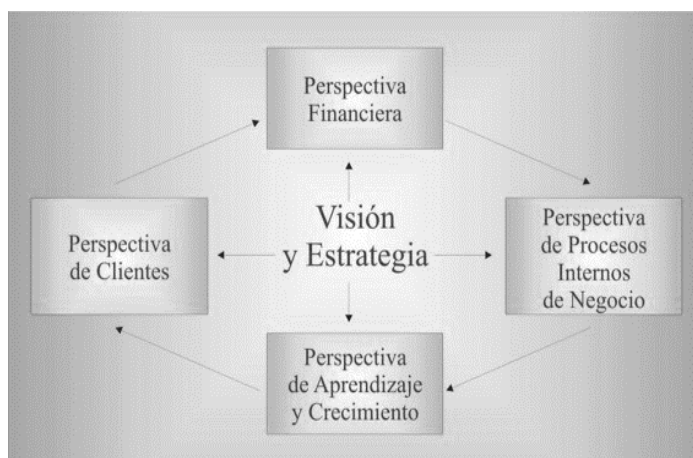 Perspectiva
Financiera
Perspectiva
de Clientes
Visión
y Estrategia
Perspectiva
de Procesos
Internos
de Negocio
Perspectiva
de Aprendizaje
y Crecimiento